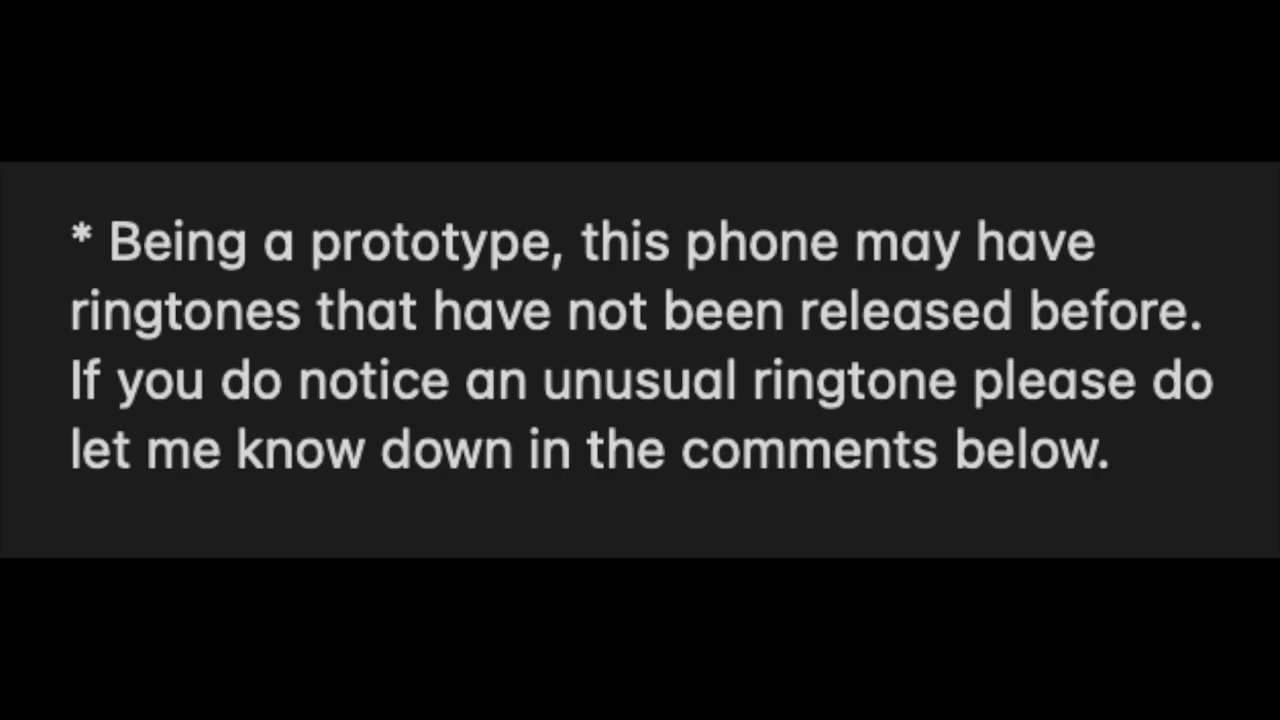 * Being a prototype, this phone may have
ringtones that have not been released before.
If you do notice an unusual ringtone please do
let me know down in the comments below.